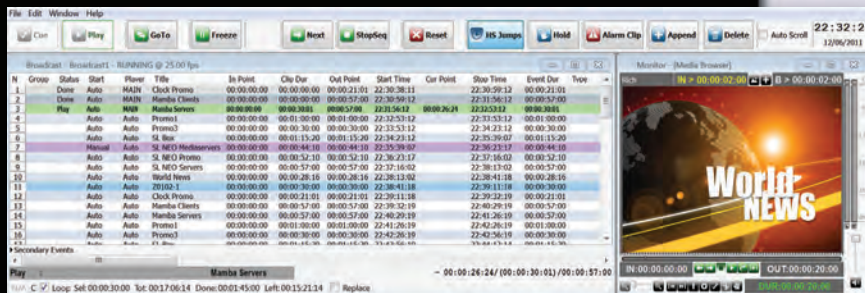 File Edit Window Help
Cue Play GoTo Freeze Next StopSeq Reset HS Jumps Hold Alarm Clip Append Delete Auto Scroll 22:32:2
12/06/2011
Broadcast - Broadcast1 - RUNNING @ 25.00 fps
Monitor - [Media Browser]
N Group Status Start Player Title In Point Clip Dur Out Point Start Time Cur Point Stop Time Event Dur Type
1 Done Auto MAIN Clock Promo 00:00:00:00 00:00:00:00 00:00:21:01 22:30:38:11 22:30:59:12 00:00:21:01
2 Done Auto MAIN Mamba Clients 00:00:00:00 00:00:00:00 00:00:57:00 22:30:59:12 22:31:56:12 00:00:57:00
3 Play Auto MAIN Mamba Servers 00:00:00:00 00:00:30:01 00:00:57:00 22:31:56:12 00:00:26:24 22:32:53:12 00:00:30:01
4 Auto Auto Promo1 00:00:00:00 00:01:00:00 00:01:00:00 22:32:53:12 22:33:53:12 00:01:00:00
5 Auto Auto Promo3 00:00:00:00 00:00:30:00 00:00:30:00 22:33:53:12 22:34:23:12 00:00:30:00
6 Auto Auto SL Box 00:00:00:00 00:01:15:20 00:01:15:20 22:34:23:12 22:35:39:07 00:01:15:20
7 Manual Auto SL NEO Mediaservers 00:00:00:00 00:00:44:10 00:00:44:10 22:35:39:07 22:36:23:17 00:00:44:10
8 Auto Auto SL NEO Promo 00:00:00:00 00:00:52:10 00:00:52:10 22:36:23:17 22:37:16:02 00:00:52:10
9 Auto Auto SL NEO Servers 00:00:00:00 00:00:57:00 00:00:57:00 22:37:16:02 22:38:13:02 00:00:57:00
10 Auto Auto World News 00:00:00:00 00:00:28:16 00:00:28:16 22:38:13:02 22:38:41:18 00:00:28:16
11 Auto Auto Z0102-1 00:00:00:00 00:00:30:00 00:00:30:00 22:38:41:18 22:39:11:18 00:00:30:00
12 Auto Auto Clock Promo 00:00:00:00 00:00:21:01 00:00:21:01 22:39:11:18 22:39:32:19 00:00:21:01
13 Auto Auto Mamba Clients 00:00:00:00 00:00:57:00 00:00:57:00 22:39:32:19 22:40:29:19 00:00:57:00
14 Auto Auto Mamba Servers 00:00:00:00 00:00:57:00 00:00:57:00 22:40:29:19 22:41:26:19 00:00:57:00
15 Auto Auto Promo1 00:00:00:00 00:01:00:00 00:01:00:00 22:41:26:19 22:42:26:19 00:01:00:00
16 Auto Auto Promo3 00:00:00:00 00:00:30:00 00:00:30:00 22:42:26:19 22:42:56:19 00:00:30:00
IN > 00:00:02:00 B > 00:00:02:00
World
NEWS
Secondary Events
Play : Mamba Servers ~ 00:00:26:24/ (00:00:30:01) /00:00:57:00
IN:00:00:00:00 OUT:00:00:20:00
C Loop: Sel:00:00:30:00 Tot:00:17:06:14 Done:00:01:45:00 Left:00:15:21:14 Replace
DUR:00:00:20:00